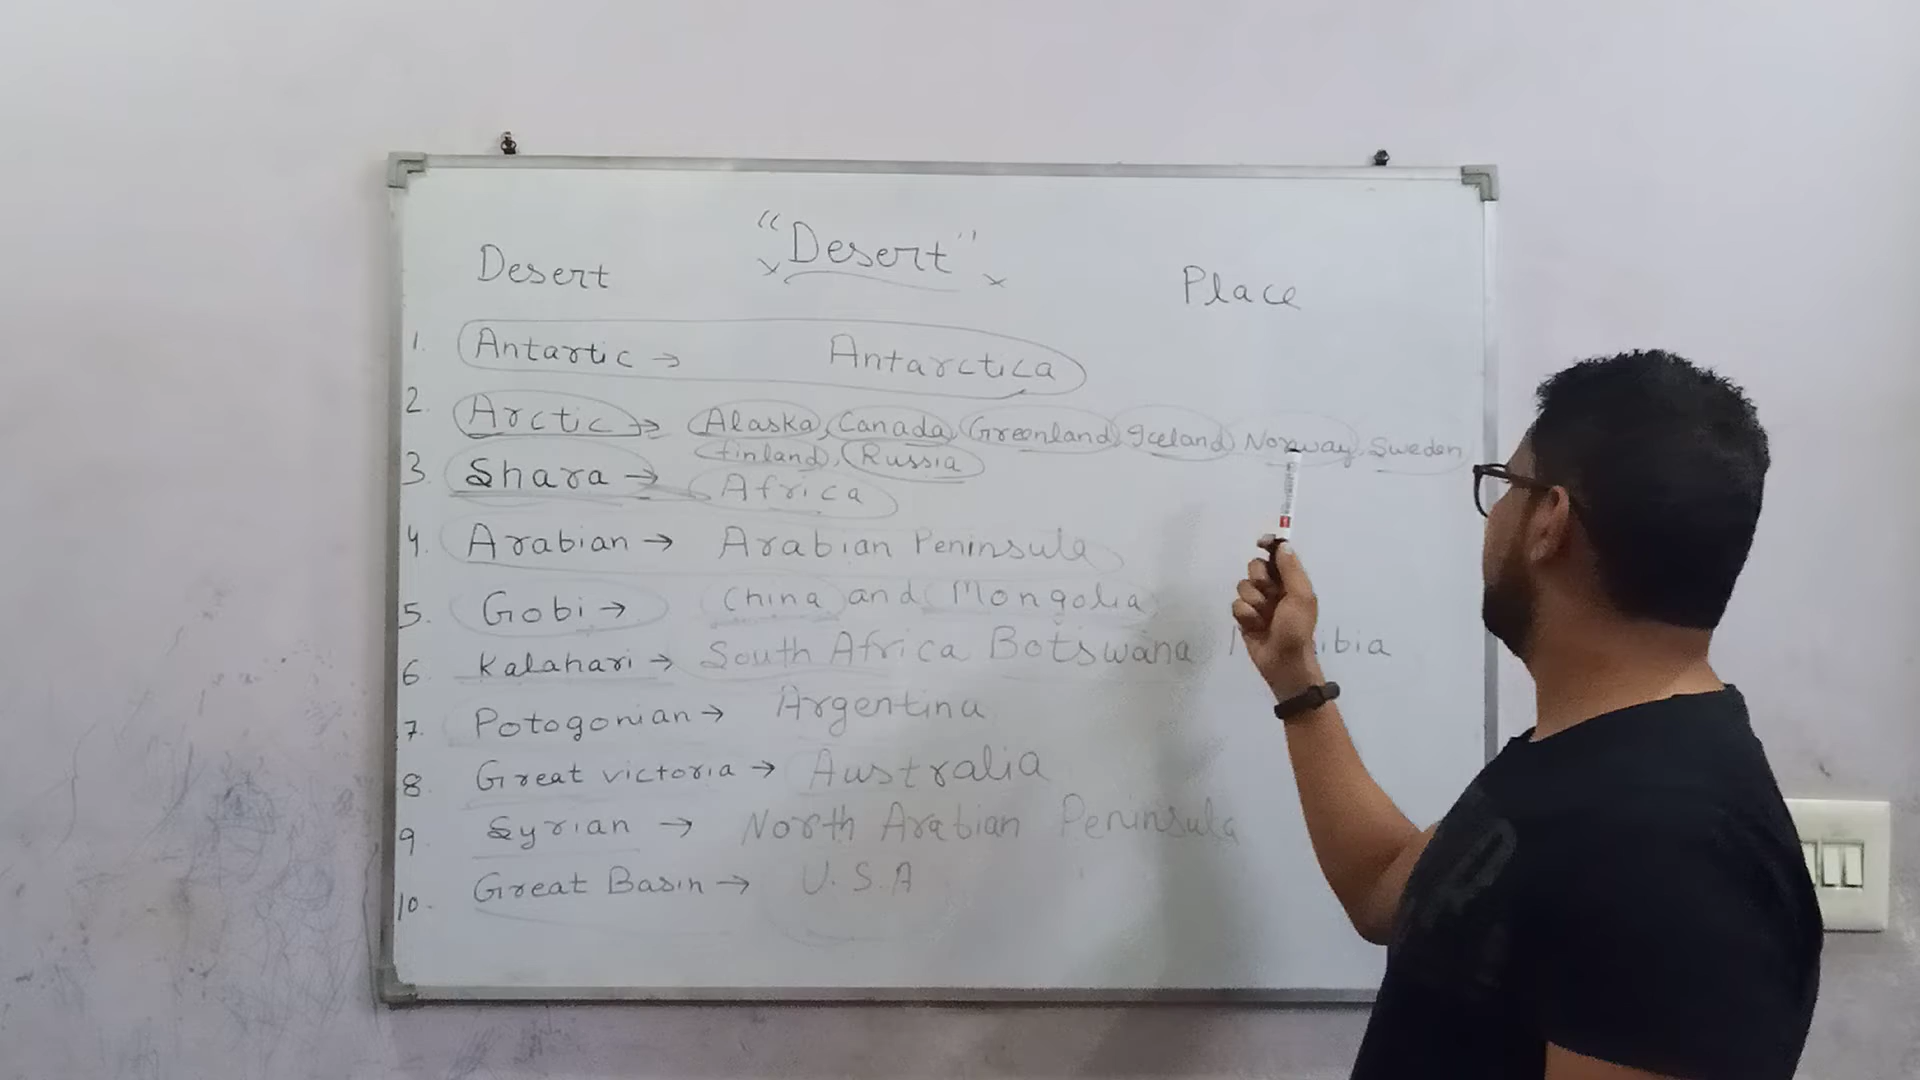 "Desert"
Desert Place
1. Antartic → Antarctica
2. Arctic → Alaska, Canada, Greenland, Iceland Norway, Sweden
finland, Russia
3. Shara → Africa
4. Arabian → Arabian Peninsula
5. Gobi → China and Mongolia
6 Kalahari → South Africa Botswana ibia
7. Potogonian → Argentina
8 Great victoria → Australia
9 Syrian → North Arabian Peninsula
10. Great Basin → U.S.A